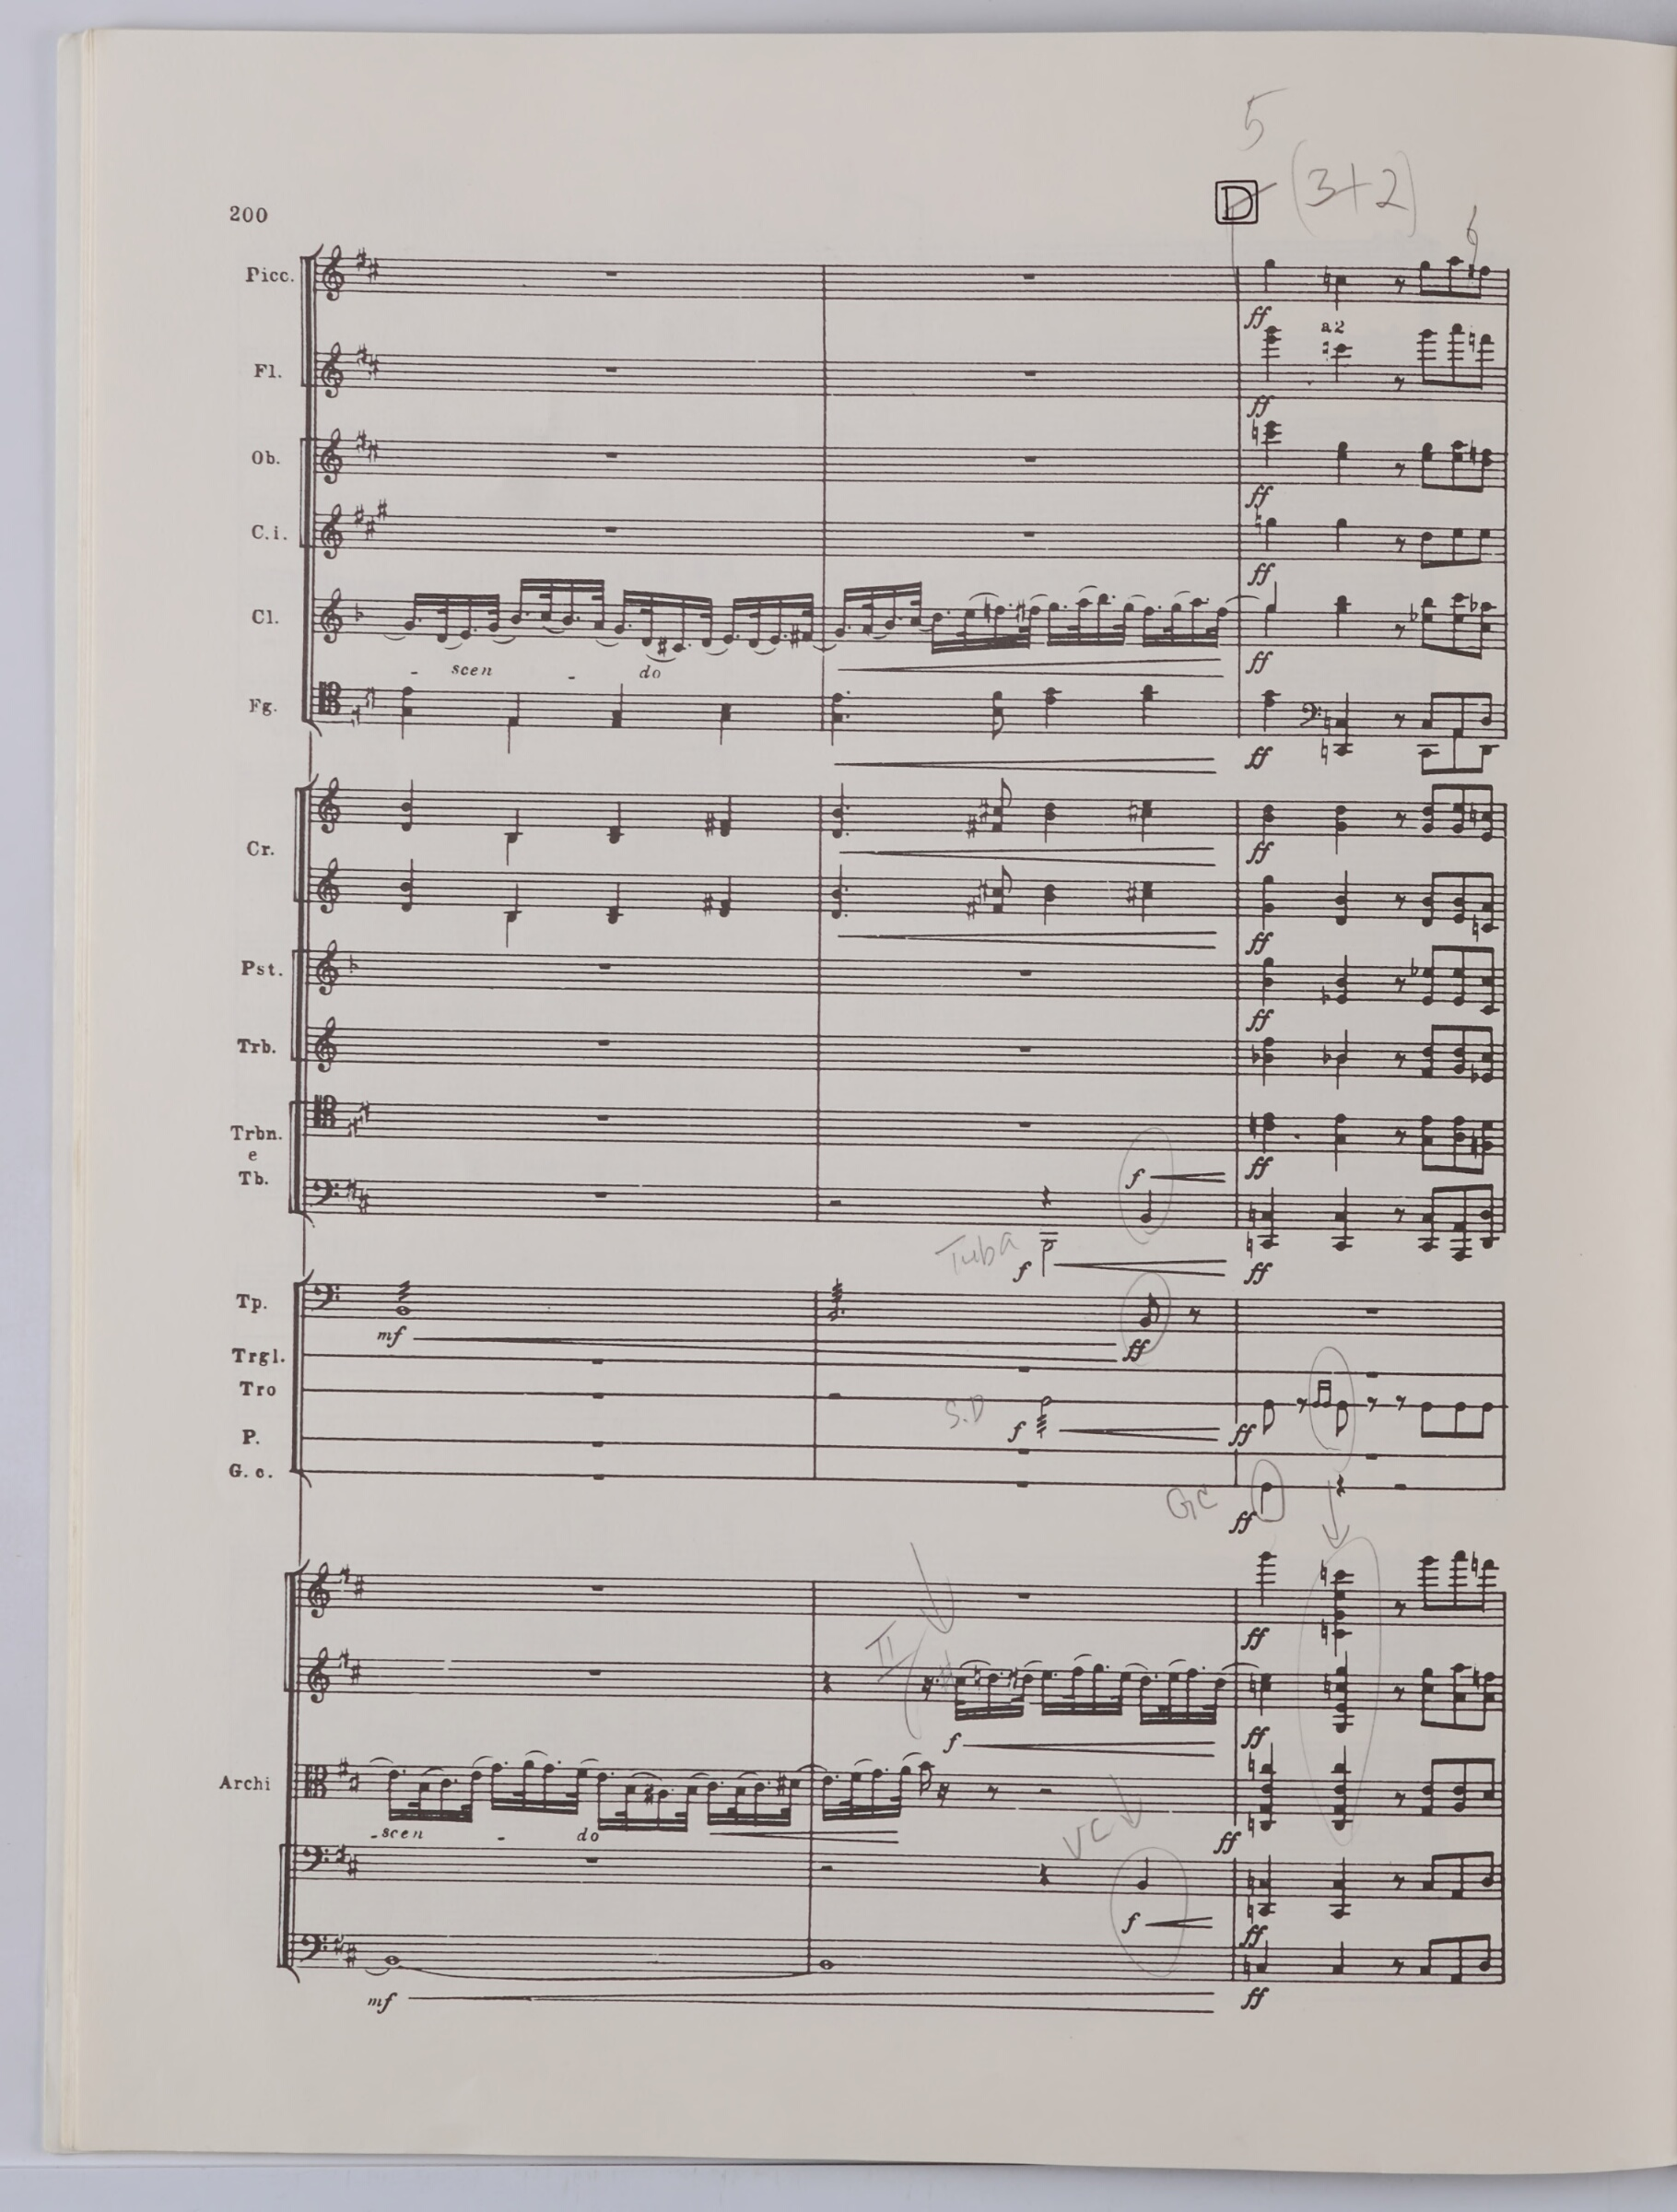 5
D (3+2)
200
6
Picc.
ff
a2
Fl.
ff
Ob.
ff
C.i.
ff
Cl.
- scen - do
ff
Fg.
ff
Cr.
ff
ff
Pst.
ff
Trb.
Trbn.
e
Tb.
f
ff
Tuba
f
ff
Tp.
mf
ff
Trgl.
Tro
S.D
f
ff
P.
G.c.
GC
ff
ff
II
f
ff
Archi
-scen - do
ff
VC
f
ff
mf
ff